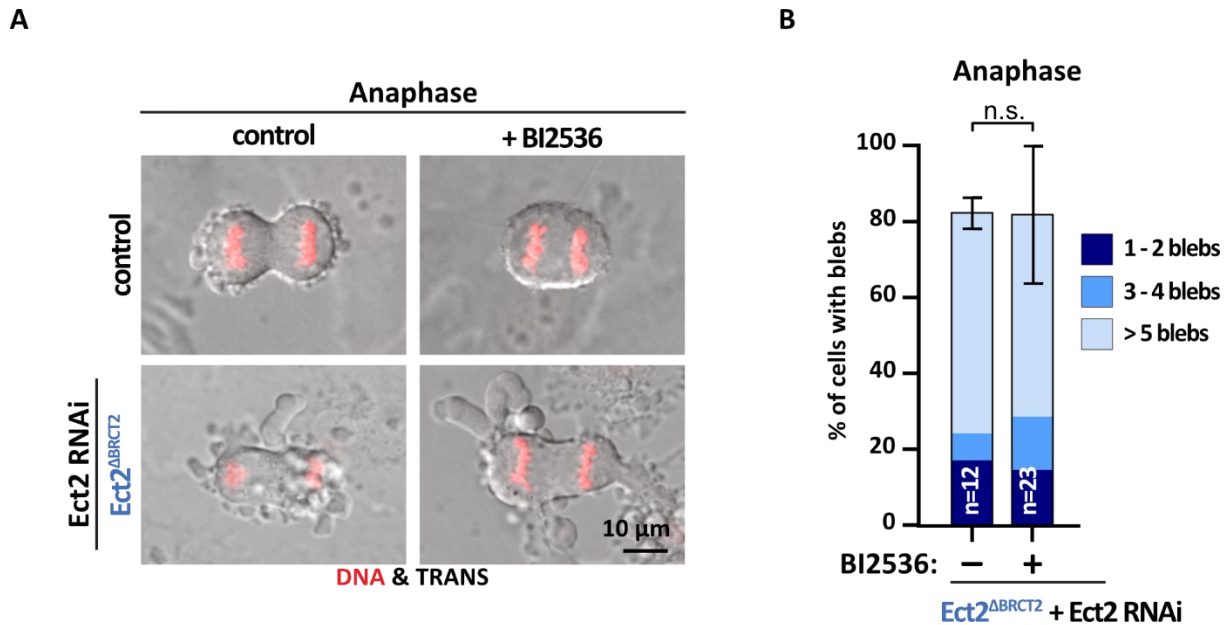 A
Anaphase
control
+ BI2536
control
Ect2 RNAi
Ect2ΔBRCT2
10 µm
DNA & TRANS
B
Anaphase
n.s.
100
80
60
40
20
0
% of cells with blebs
n=12
n=23
1 - 2 blebs
3 - 4 blebs
> 5 blebs
BI2536: − +
Ect2ΔBRCT2 + Ect2 RNAi